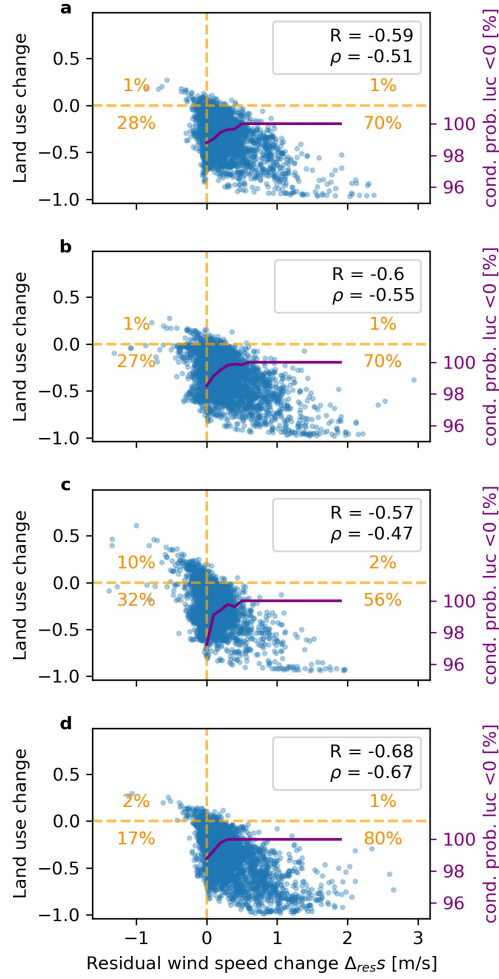 a
R = -0.59
ρ = -0.51
1%
1%
28%
70%
0.5
0.0
−0.5
−1.0
100
98
96
Land use change
cond. prob. luc <0 [%]
b
R = -0.6
ρ = -0.55
1%
1%
27%
70%
0.5
0.0
−0.5
−1.0
100
98
96
Land use change
cond. prob. luc <0 [%]
c
R = -0.57
ρ = -0.47
10%
2%
32%
56%
0.5
0.0
−0.5
−1.0
100
98
96
Land use change
cond. prob. luc <0 [%]
d
R = -0.68
ρ = -0.67
2%
1%
17%
80%
0.5
0.0
−0.5
−1.0
100
98
96
Land use change
cond. prob. luc <0 [%]
−1 0 1 2 3
Residual wind speed change Δress [m/s]